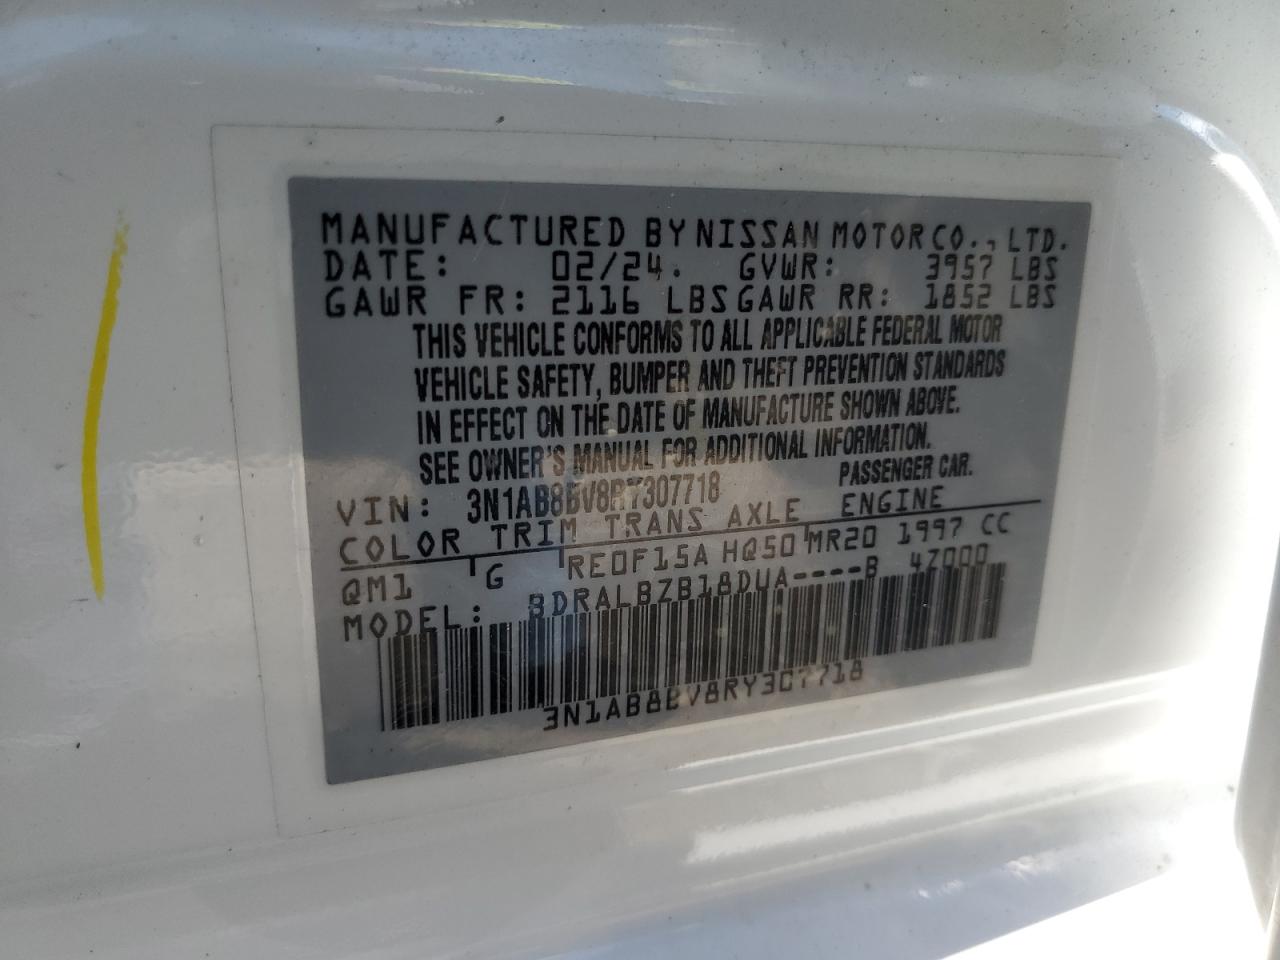 MANUFACTURED BY NISSAN MOTOR CO., LTD.
DATE: 02/24. GVWR: 3957 LBS
GAWR FR: 2116 LBS GAWR RR: 1852 LBS
THIS VEHICLE CONFORMS TO ALL APPLICABLE FEDERAL MOTOR
VEHICLE SAFETY, BUMPER AND THEFT PREVENTION STANDARDS
IN EFFECT ON THE DATE OF MANUFACTURE SHOWN ABOVE.
SEE OWNER'S MANUAL FOR ADDITIONAL INFORMATION.
PASSENGER CAR.
VIN: 3N1AB8BV8RY307718
COLOR TRIM TRANS AXLE ENGINE
QM1 G RE0F15A HQ50 MR20 1997 CC
MODEL: BDRALBZB18DUA----B 4Z000
3N1AB8BV8RY307718